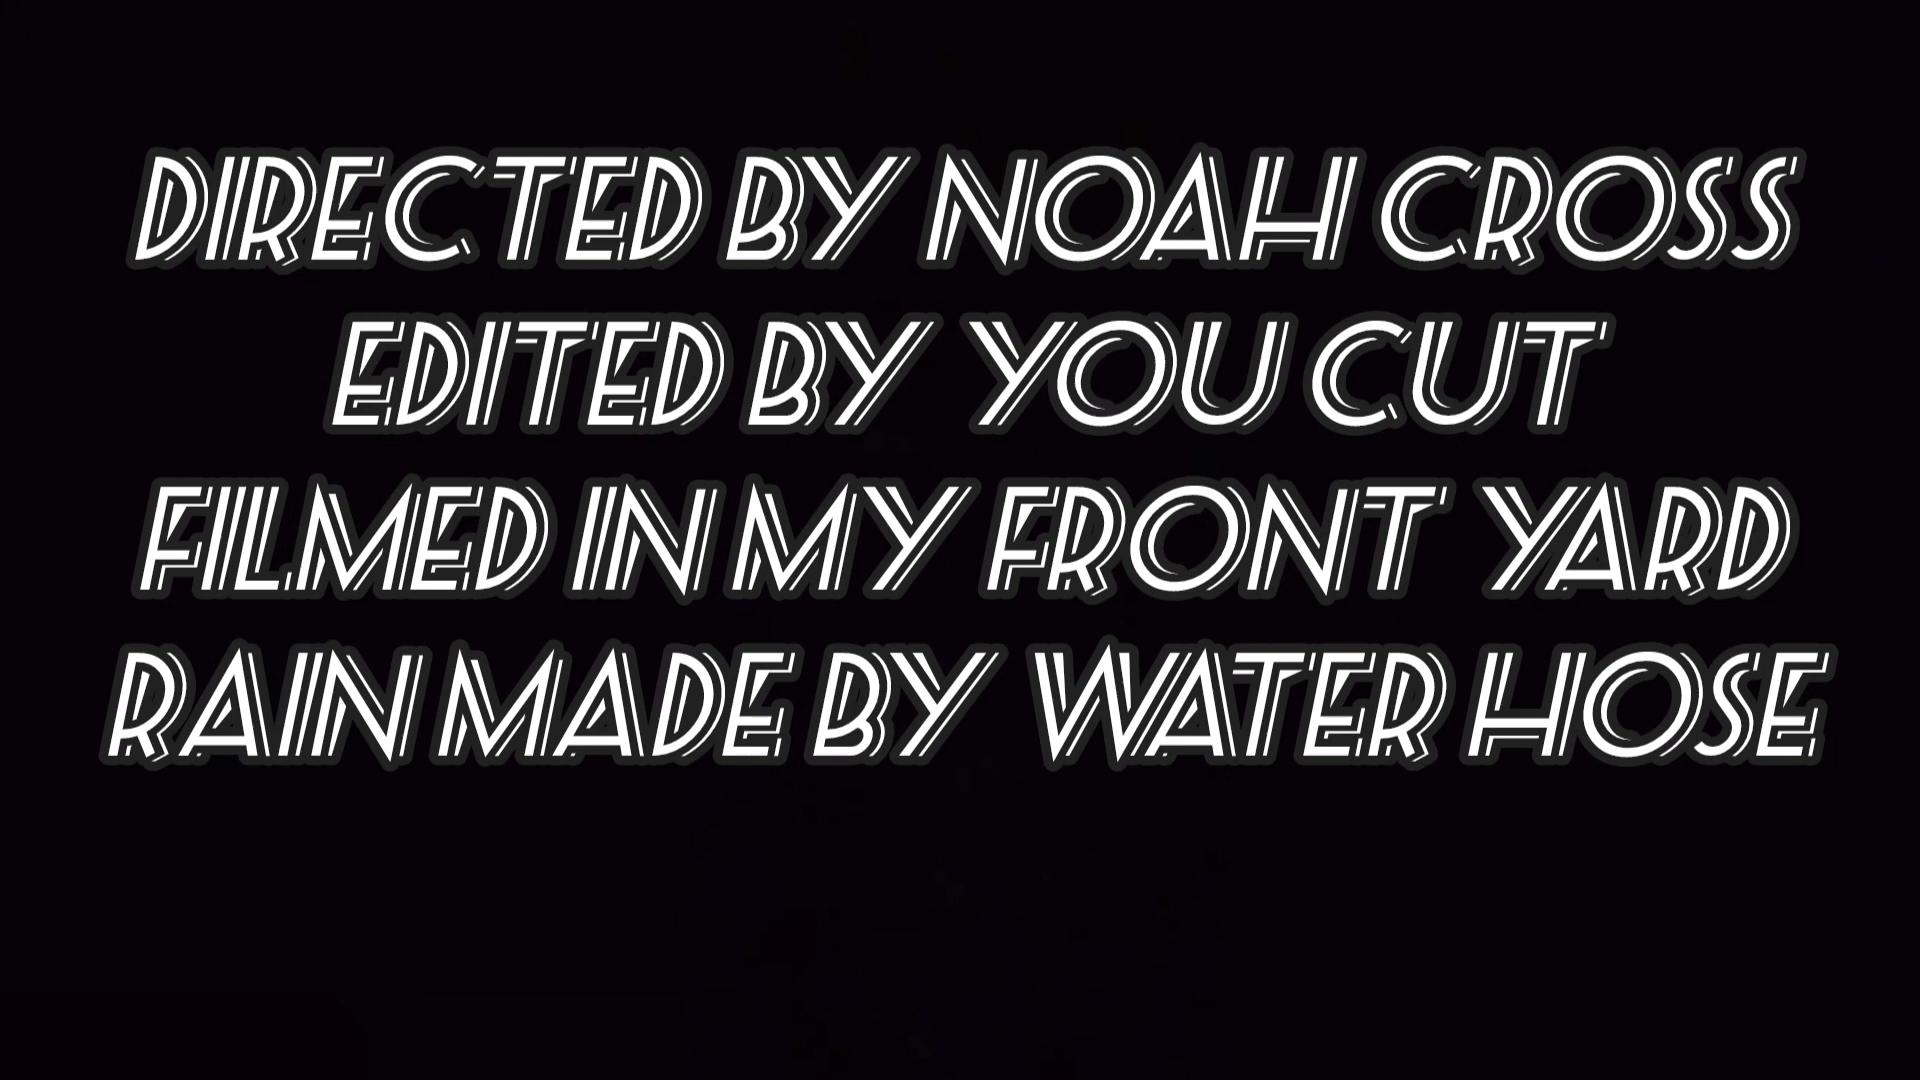 DIRECTED BY NOAH CROSS
EDITED BY YOU CUT
FILMED IN MY FRONT YARD
RAIN MADE BY WATER HOSE